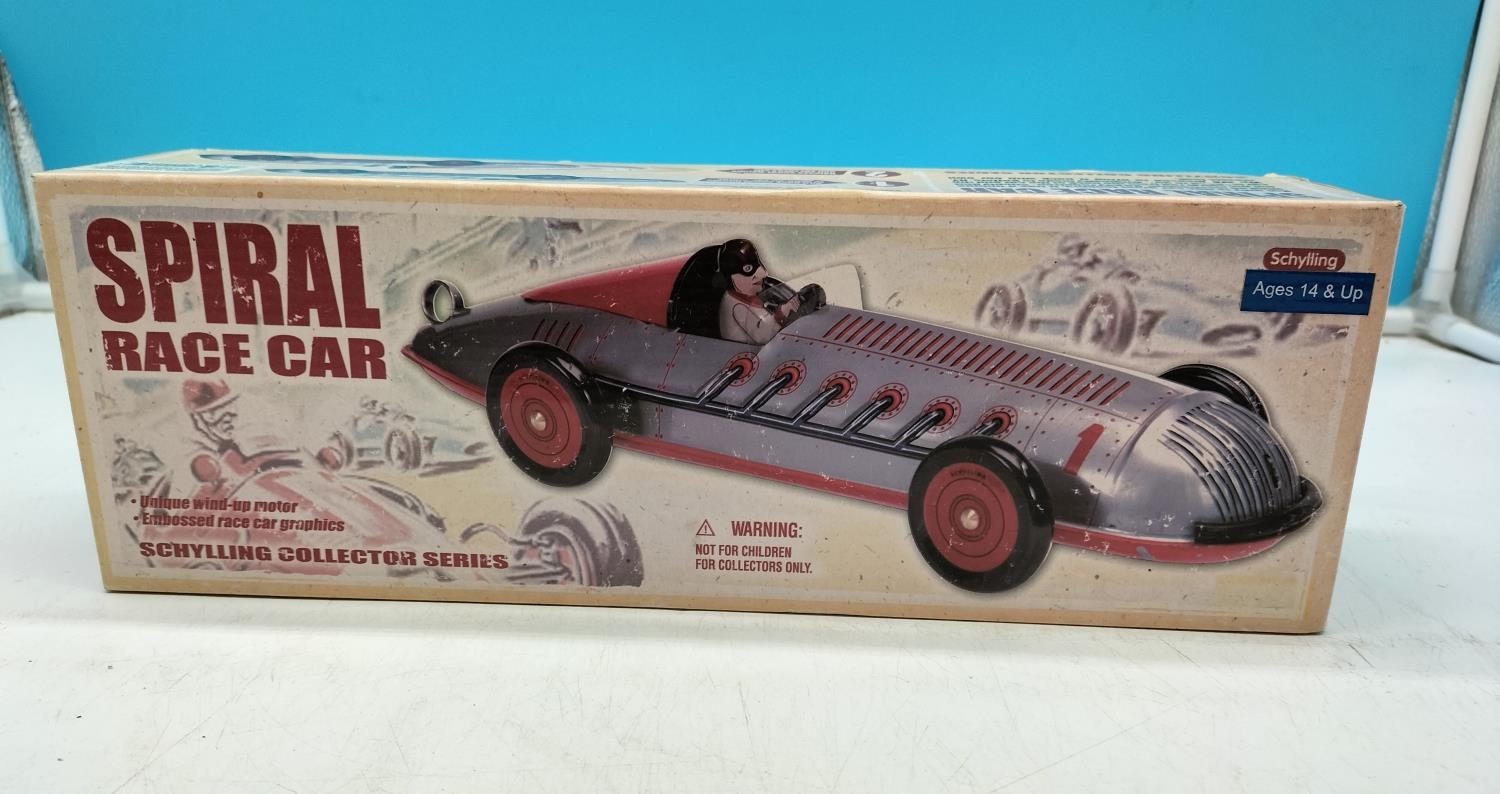 SPIRAL
RACE CAR
Schylling
Ages 14 & Up
1
• Unique wind-up motor
• Embossed race car graphics
SCHYLLING COLLECTOR SERIES
⚠ WARNING:
NOT FOR CHILDREN
FOR COLLECTORS ONLY.